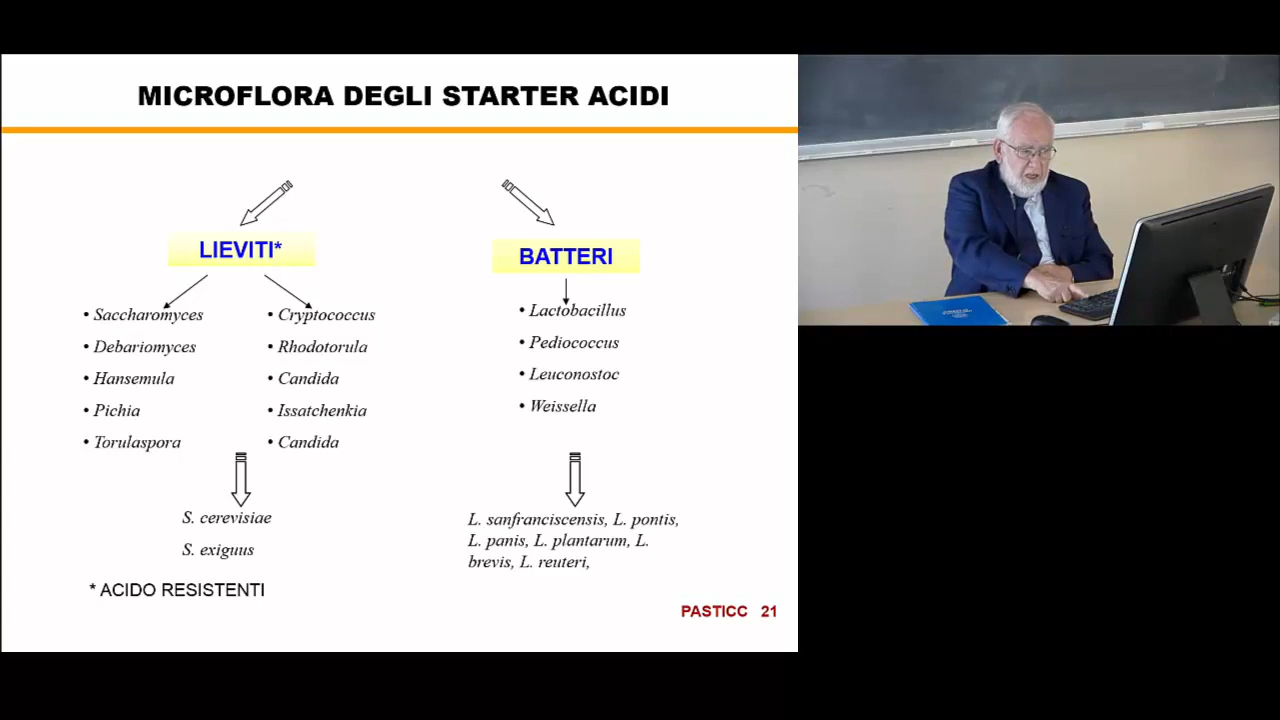 MICROFLORA DEGLI STARTER ACIDI
LIEVITI*
• Saccharomyces
• Debariomyces
• Hansemula
• Pichia
• Torulaspora
• Cryptococcus
• Rhodotorula
• Candida
• Issatchenkia
• Candida
S. cerevisiae
S. exiguus
* ACIDO RESISTENTI
BATTERI
• Lactobacillus
• Pediococcus
• Leuconostoc
• Weissella
L. sanfranciscensis, L. pontis,
L. panis, L. plantarum, L.
brevis, L. reuteri,
PASTICC 21